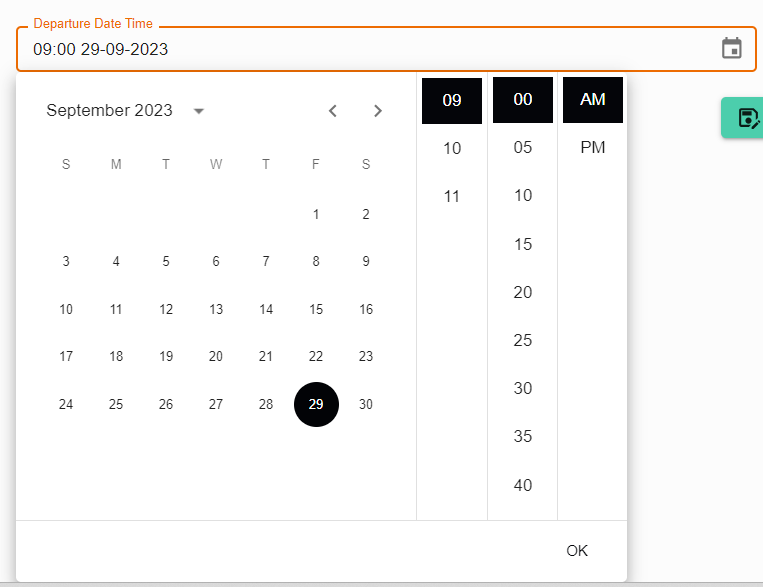 Departure Date Time
09:00 29-09-2023
September 2023
S M T W T F S
1 2
3 4 5 6 7 8 9
10 11 12 13 14 15 16
17 18 19 20 21 22 23
24 25 26 27 28 29 30
09 00 AM
10 05 PM
11 10
15
20
25
30
35
40
OK